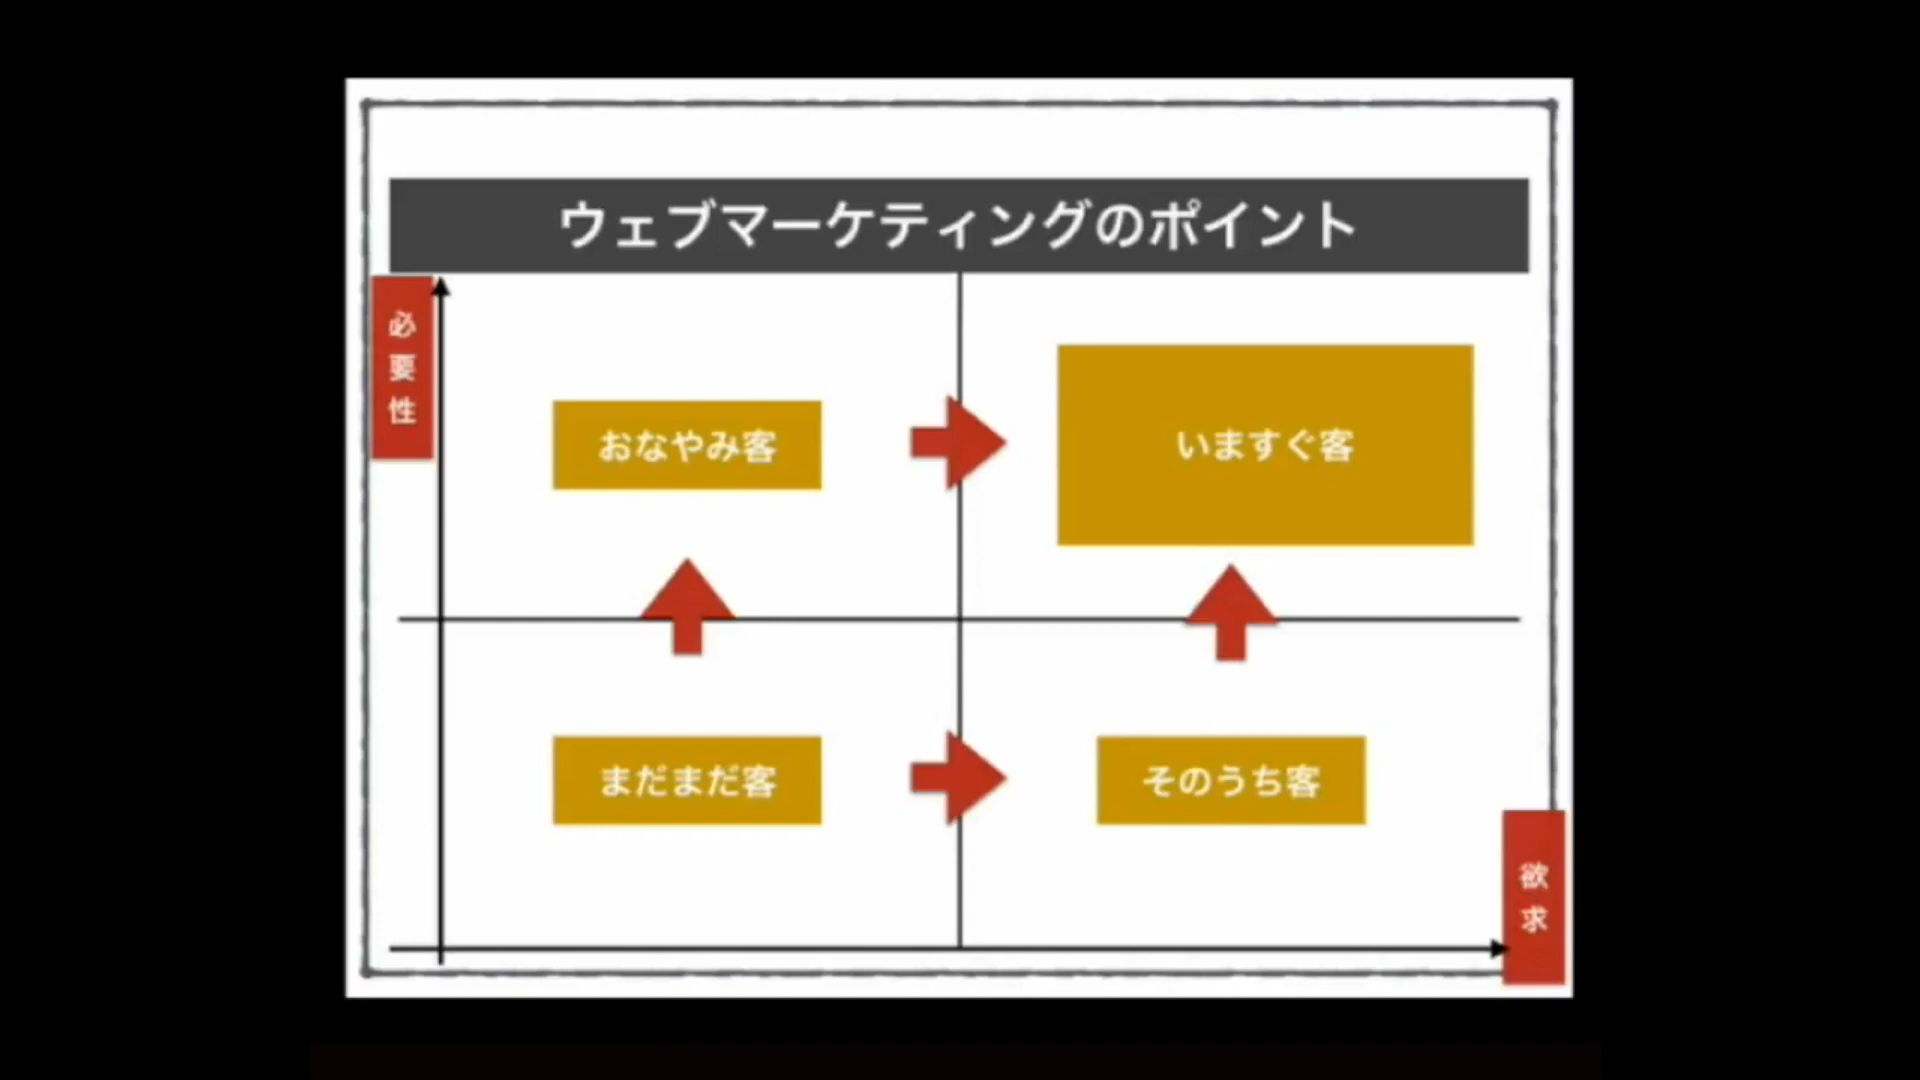 ウェブマーケティングのポイント
必要性
おなやみ客
いますぐ客
まだまだ客
そのうち客
欲求